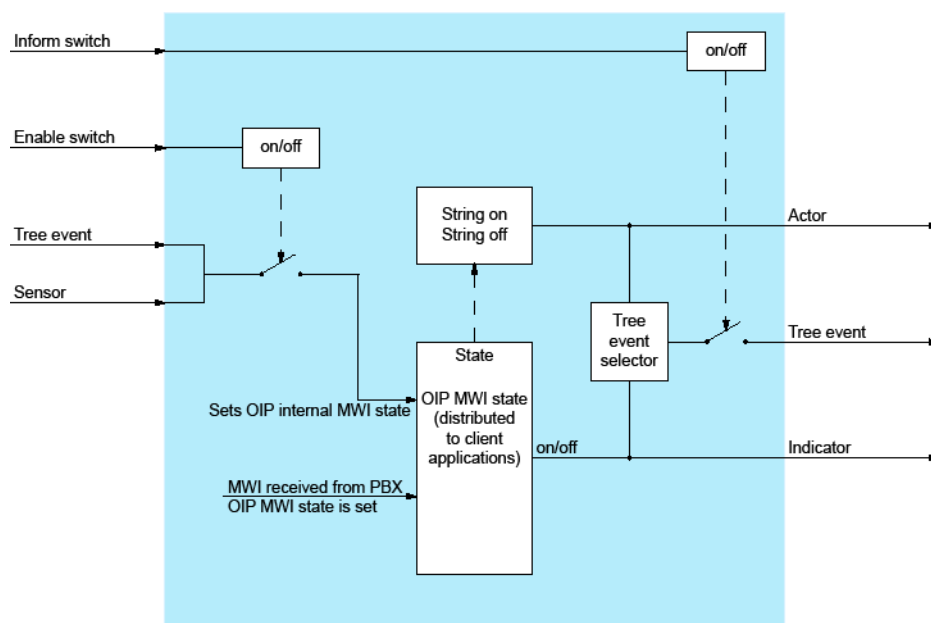 Inform switch
on/off
Enable switch
on/off
String on
String off
Actor
Tree event
Sensor
Tree
event
selector
Tree event
State
OIP MWI state
(distributed
to client
applications)
Sets OIP internal MWI state
on/off
Indicator
MWI received from PBX
OIP MWI state is set